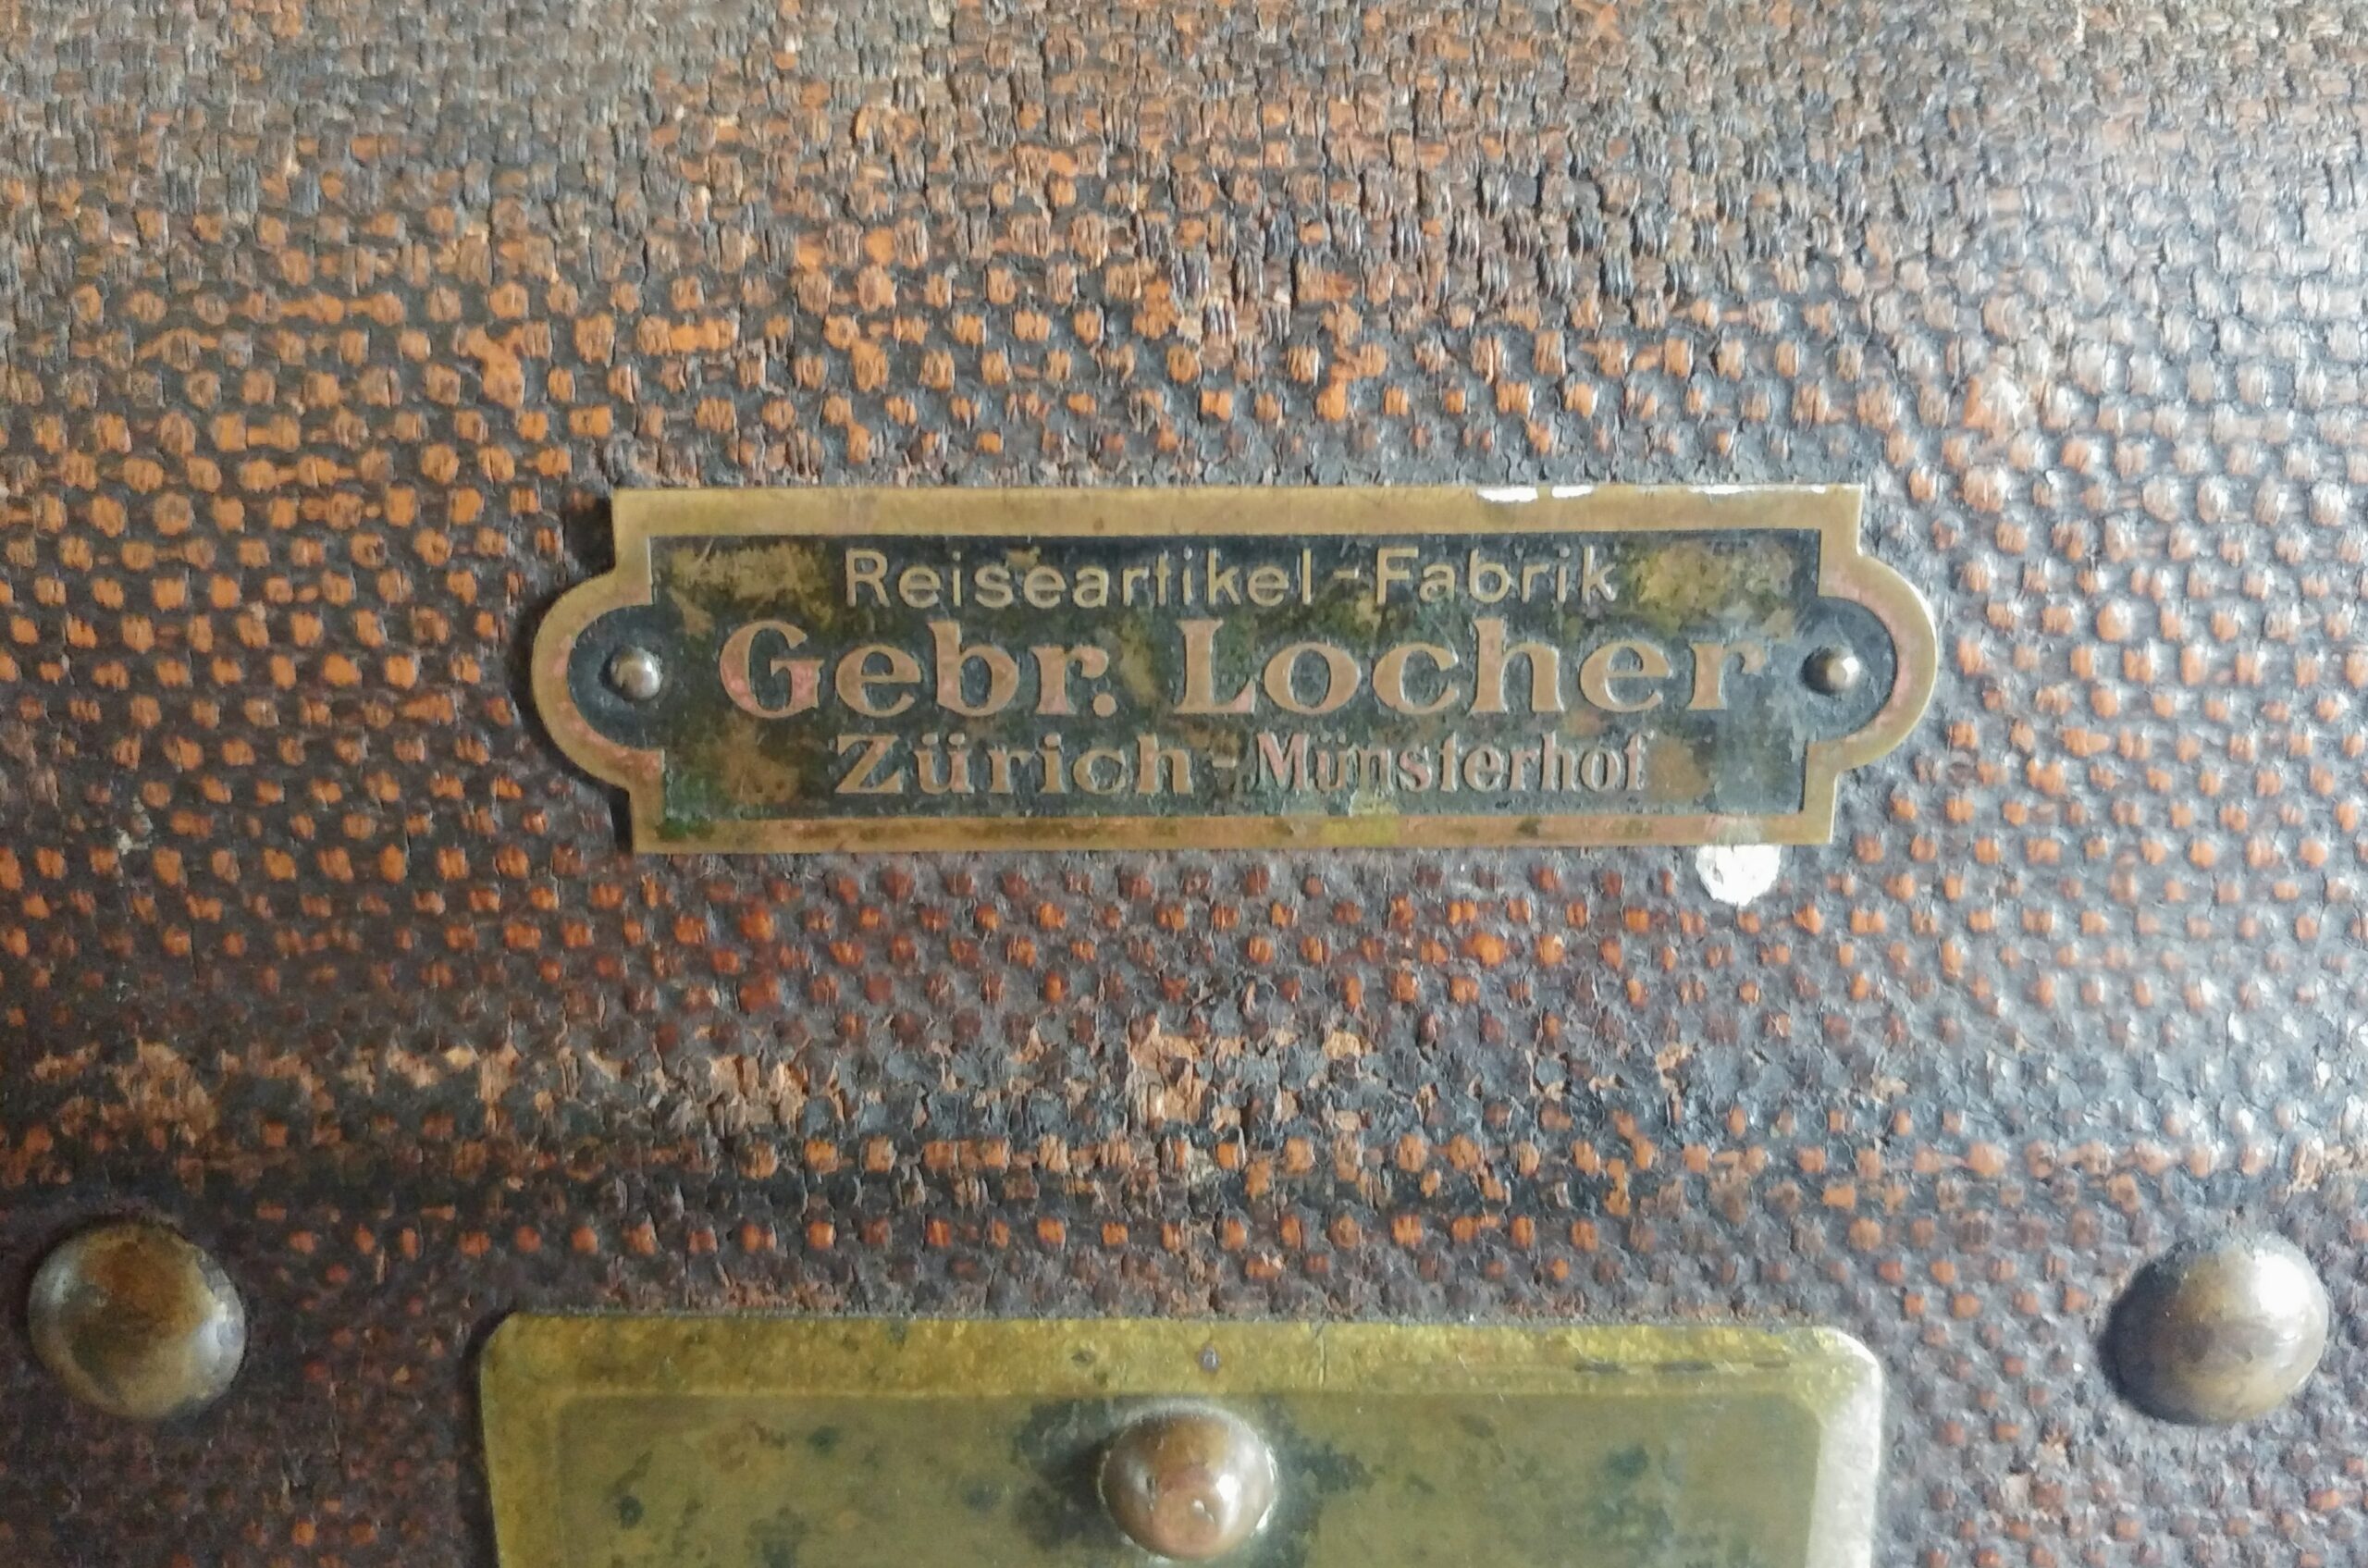 Reiseartikel-Fabrik
Gebr. Locher
Zürich-Münsterhof